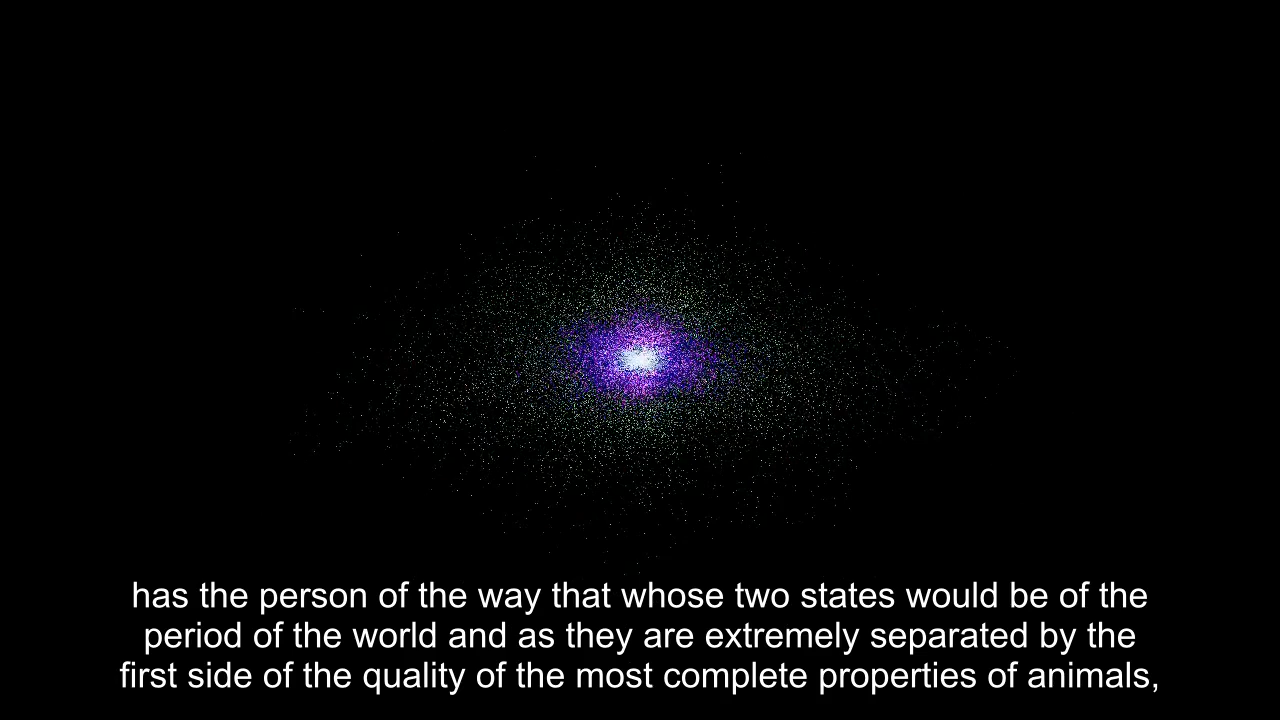 has the person of the way that whose two states would be of the
period of the world and as they are extremely separated by the
first side of the quality of the most complete properties of animals,